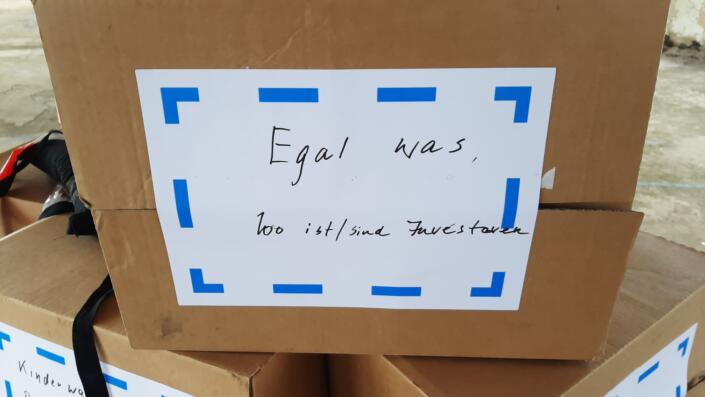 Egal was,
Wo ist/sind Investoren
Kinder